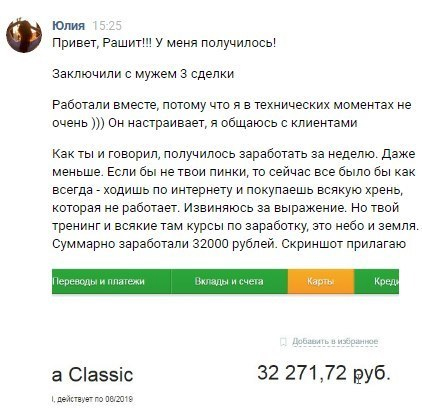 Юлия 15:25
Привет, Рашит!!! У меня получилось!
Заключили с мужем 3 сделки
Работали вместе, потому что я в технических моментах не
очень ))) Он настраивает, я общаюсь с клиентами
Как ты и говорил, получилось заработать за неделю. Даже
меньше. Если бы не твои пинки, то сейчас все было бы как
всегда - ходишь по интернету и покупаешь всякую хрень,
которая не работает. Извиняюсь за выражение. Но твой
тренинг и всякие там курсы по заработку, это небо и земля.
Суммарно заработали 32000 рублей. Скриншот прилагаю
Переводы и платежи Вклады и счета Карты Креди
Добавить в избранное
a Classic 32 271,72 руб.
действует по 06/2019